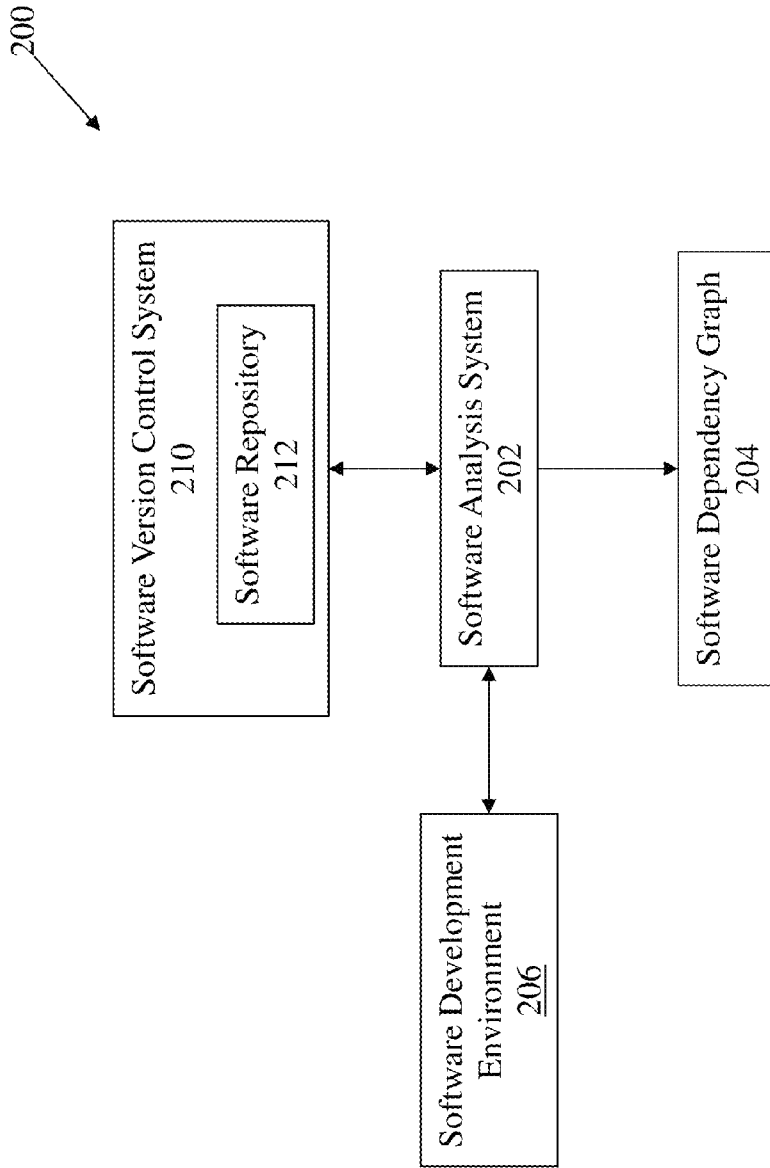 200
Software Version Control System
210
Software Repository
212
Software Analysis System
202
Software Dependency Graph
204
Software Development
Environment
206